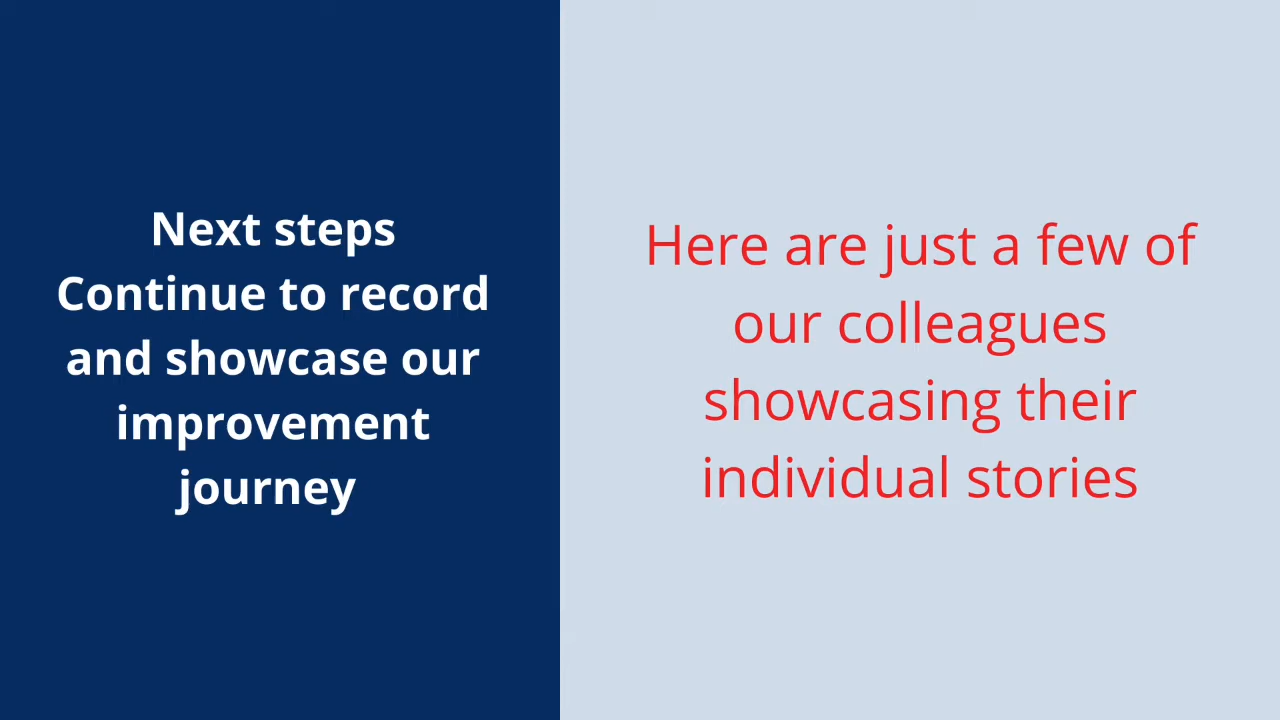 Next steps
Continue to record
and showcase our
improvement
journey
Here are just a few of
our colleagues
showcasing their
individual stories